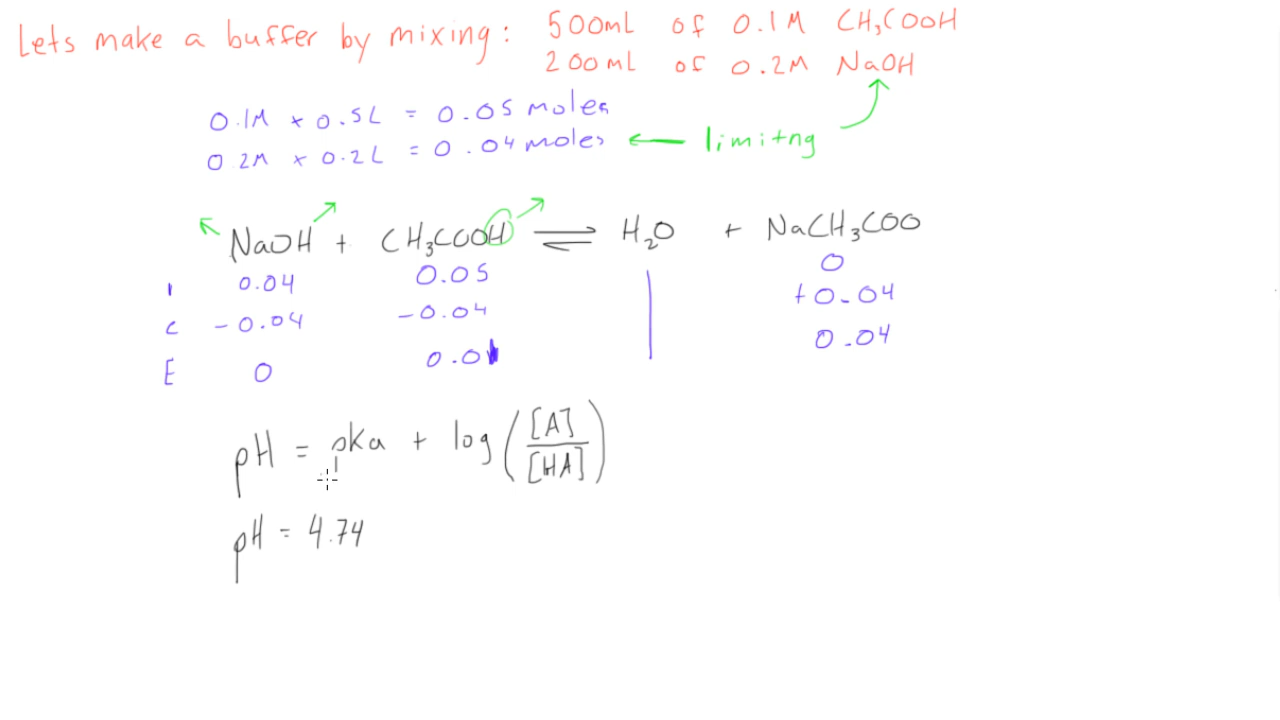 Lets make a buffer by mixing: 500mL of 0.1M CH₃COOH
200mL of 0.2M NaOH
0.1M × 0.5L = 0.05 moles
0.2M × 0.2L = 0.04 moles ← limitng
NaOH + CH₃COOH ⇌ H₂O + NaCH₃COO
I 0.04 0.05 0
C -0.04 -0.04 +0.04
E 0 0.01 0.04
pH = pKa + log([A]/[HA])
pH = 4.74